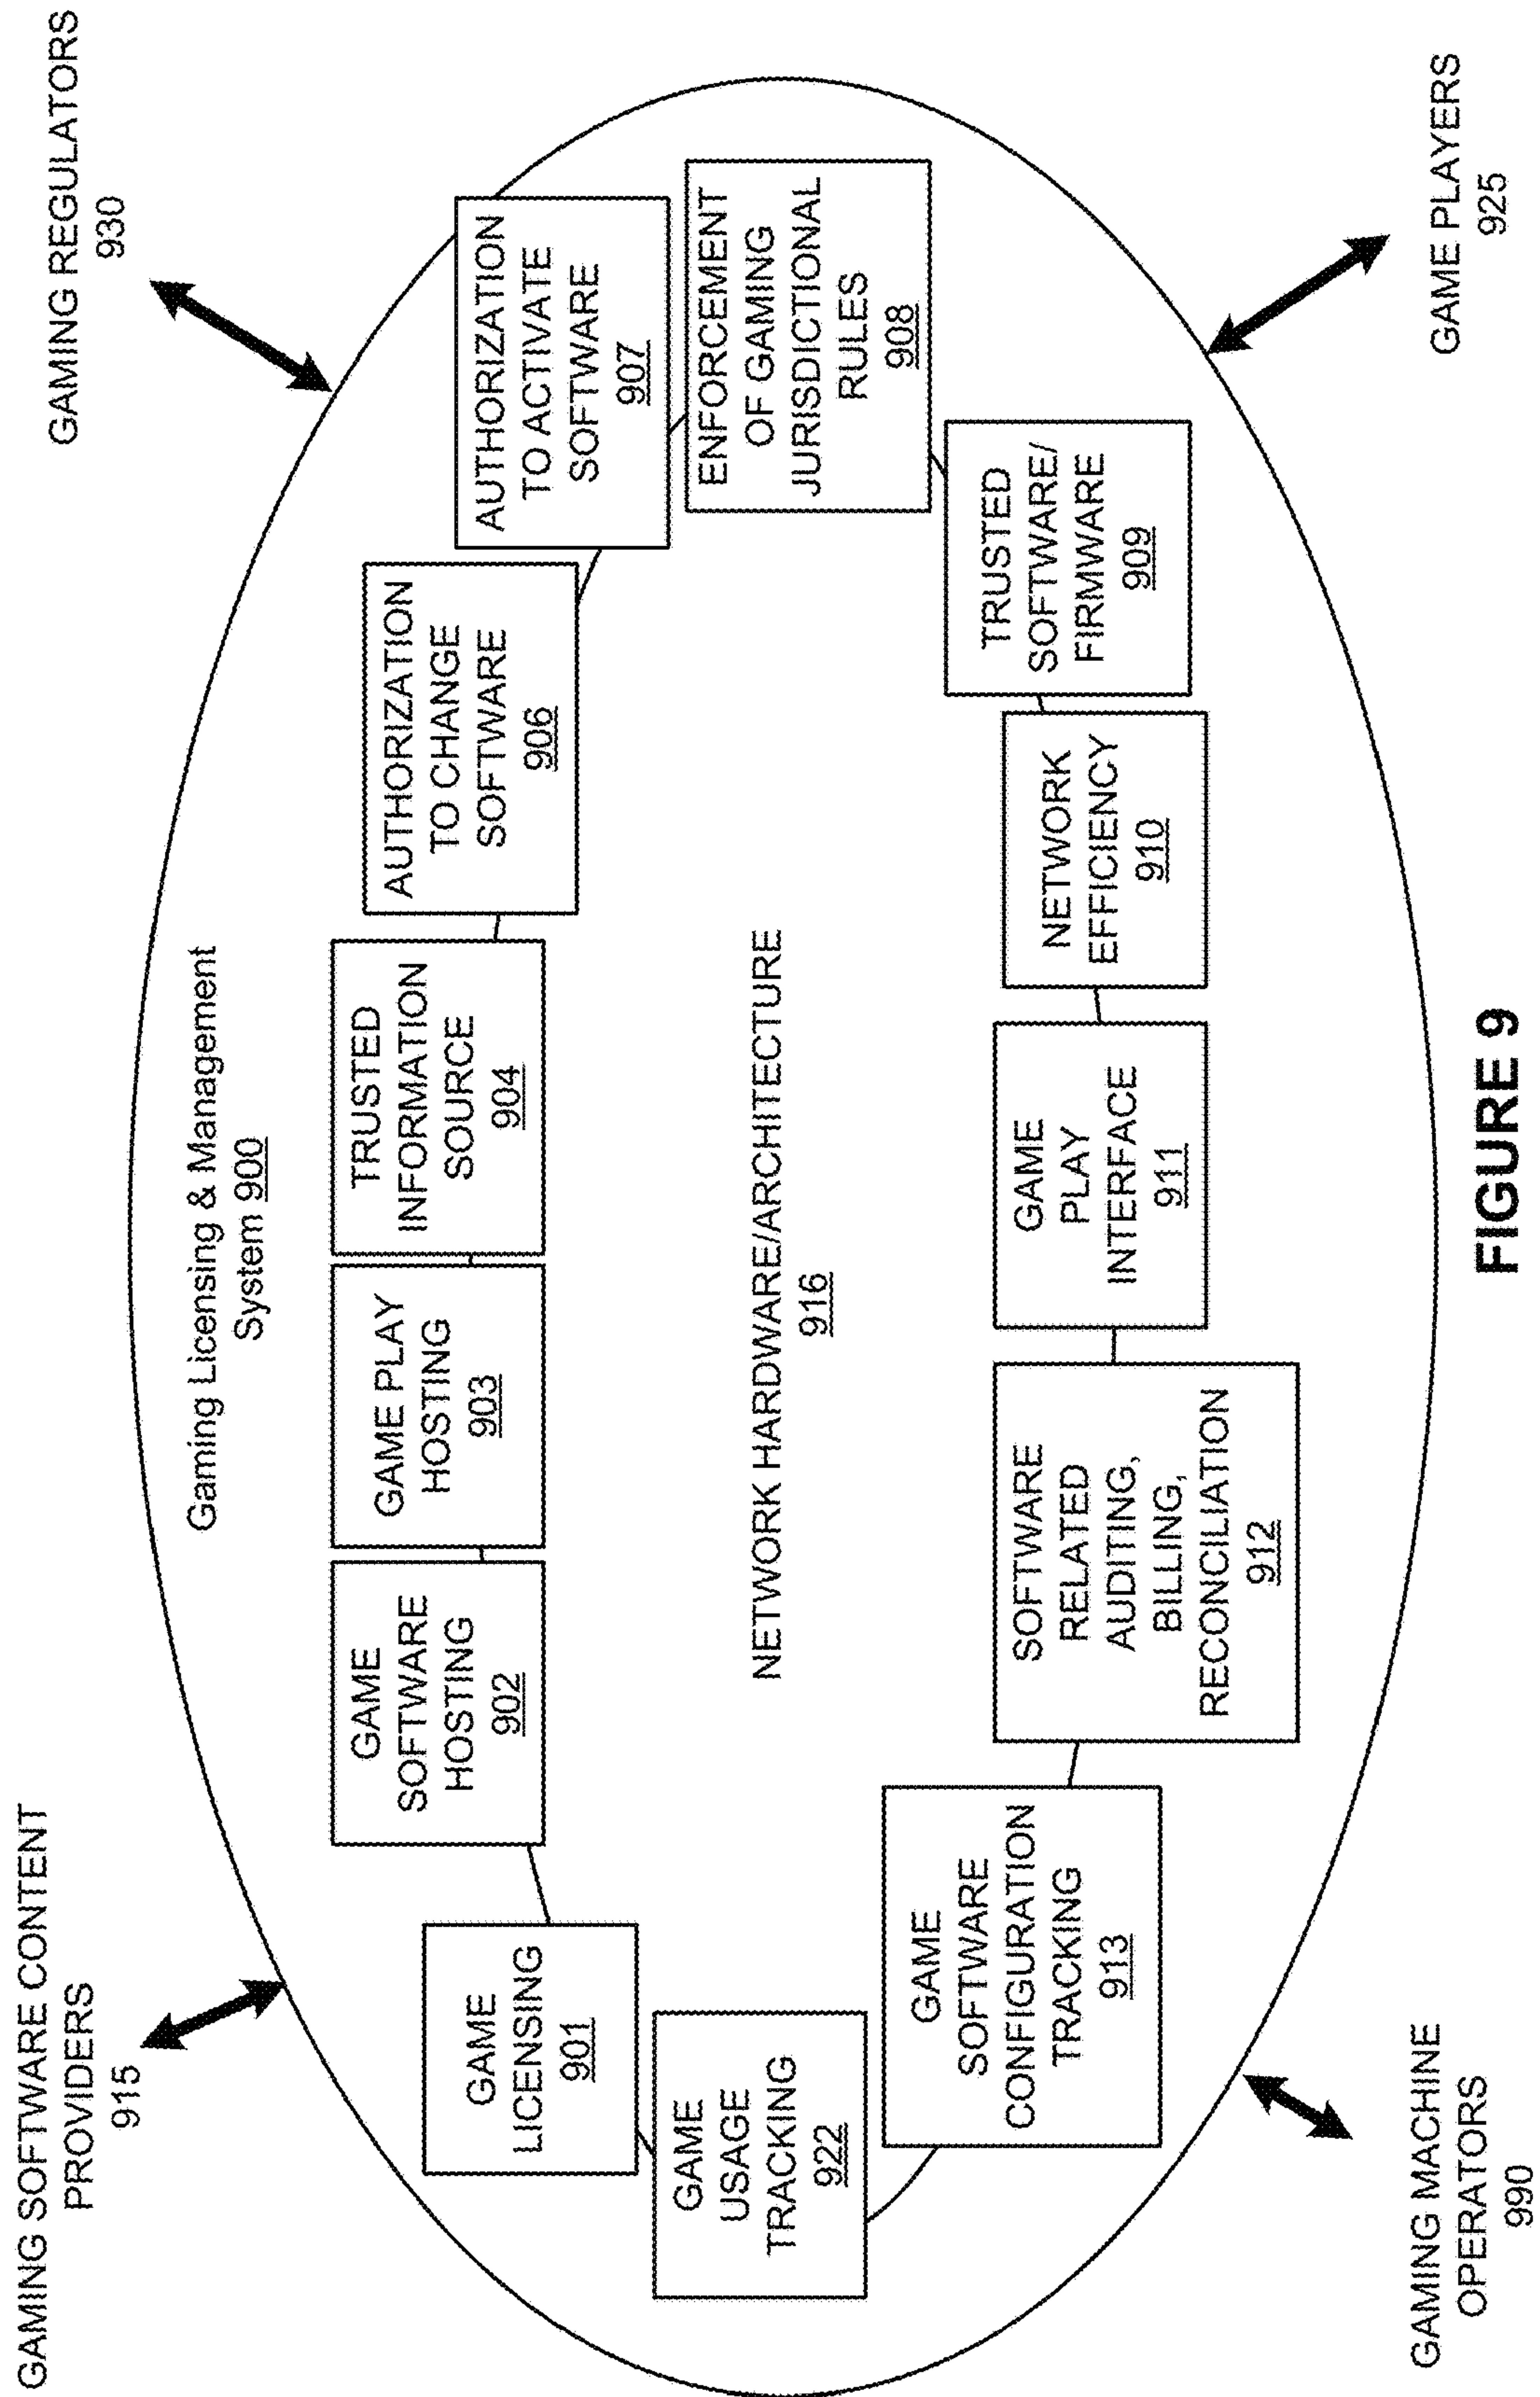 GAMING SOFTWARE CONTENT
PROVIDERS
915
Gaming Licensing & Management
System 900
GAMING REGULATORS
930
GAME
LICENSING
901
GAME
SOFTWARE
HOSTING
902
GAME PLAY
HOSTING
903
TRUSTED
INFORMATION
SOURCE
904
AUTHORIZATION
TO CHANGE
SOFTWARE
906
AUTHORIZATION
TO ACTIVATE
SOFTWARE
907
ENFORCEMENT
OF GAMING
JURISDICTIONAL
RULES
908
NETWORK HARDWARE/ARCHITECTURE
916
GAME
USAGE
TRACKING
922
GAME
SOFTWARE
CONFIGURATION
TRACKING
913
SOFTWARE
RELATED
AUDITING,
BILLING,
RECONCILIATION
912
GAME
PLAY
INTERFACE
911
NETWORK
EFFICIENCY
910
TRUSTED
SOFTWARE/
FIRMWARE
909
GAMING MACHINE
OPERATORS
990
GAME PLAYERS
925
FIGURE 9